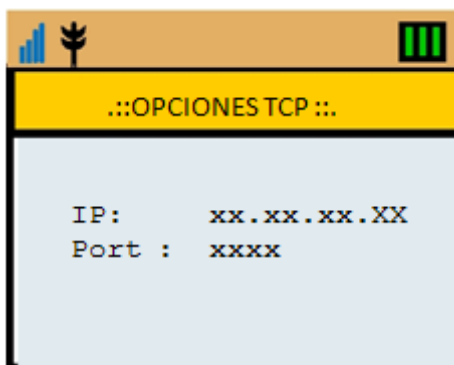 .::OPCIONES TCP ::.
IP: xx.xx.xx.XX
Port : xxxx